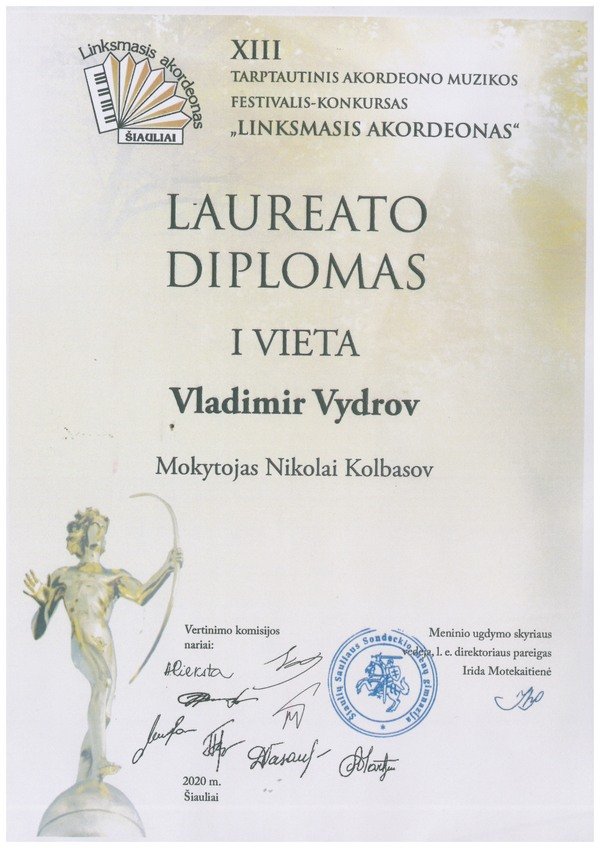 Linksmasis akordeonas
ŠIAULIAI
XIII
TARPTAUTINIS AKORDEONO MUZIKOS
FESTIVALIS-KONKURSAS
„LINKSMASIS AKORDEONAS“
LAUREATO
DIPLOMAS
I VIETA
Vladimir Vydrov
Mokytojas Nikolai Kolbasov
Vertinimo komisijos
nariai:
Meninio ugdymo skyriaus
vedėja, l. e. direktoriaus pareigas
Irida Motekaitienė
Šiaulių Sauliaus Sondeckio menų gimnazija
2020 m.
Šiauliai